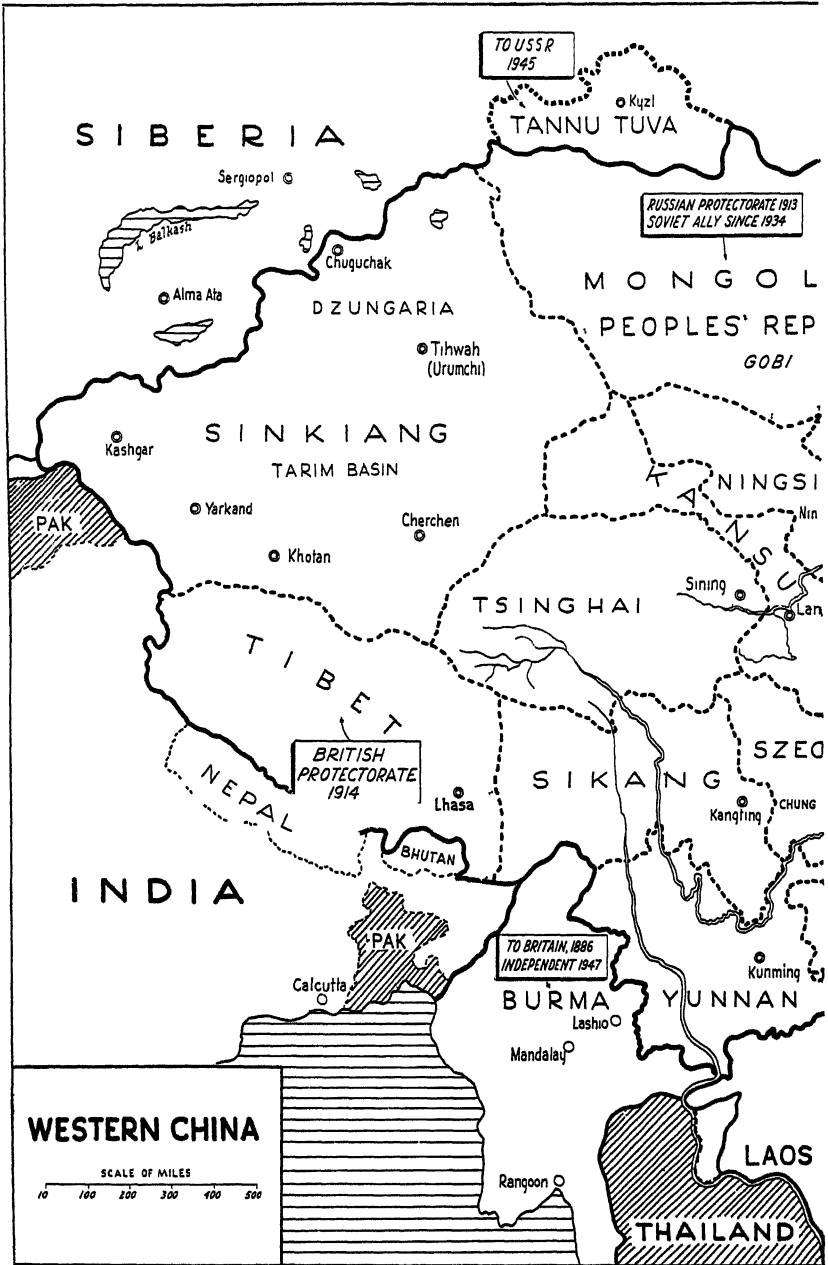 TO USSR
1945
Kyzl
TANNU TUVA
SIBERIA
Sergiopol
RUSSIAN PROTECTORATE 1913
SOVIET ALLY SINCE 1934
L Balkash
Chuguchak
MONGOL
Alma Ata
DZUNGARIA
PEOPLES' REP
Tihwah
(Urumchi)
GOBI
SINKIANG
Kashgar
TARIM BASIN
KANSU
NINGSI
Yarkand
Cherchen
Nin
PAK
Khotan
Sining
TSINGHAI
Lan
TIBET
BRITISH
PROTECTORATE
1914
SZEC
NEPAL
SIKANG
Lhasa
Kangting
CHUNG
BHUTAN
INDIA
PAK
TO BRITAIN, 1886
INDEPENDENT 1947
Kunming
Calcutta
BURMA
YUNNAN
Lashio
Mandalay
WESTERN CHINA
SCALE OF MILES
10 100 200 300 400 500
LAOS
Rangoon
THAILAND